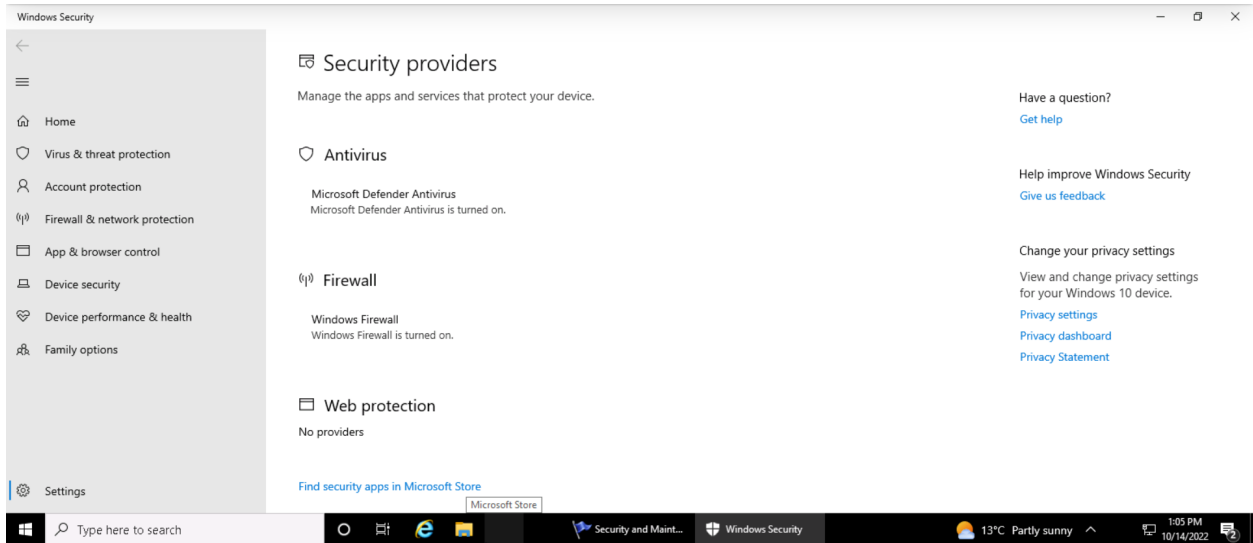 Windows Security
Home
Virus & threat protection
Account protection
Firewall & network protection
App & browser control
Device security
Device performance & health
Family options
Settings
Security providers
Manage the apps and services that protect your device.
Antivirus
Microsoft Defender Antivirus
Microsoft Defender Antivirus is turned on.
Firewall
Windows Firewall
Windows Firewall is turned on.
Web protection
No providers
Find security apps in Microsoft Store
Microsoft Store
Have a question?
Get help
Help improve Windows Security
Give us feedback
Change your privacy settings
View and change privacy settings
for your Windows 10 device.
Privacy settings
Privacy dashboard
Privacy Statement
Type here to search
Security and Maint...
Windows Security
13°C Partly sunny
1:05 PM
10/14/2022
2